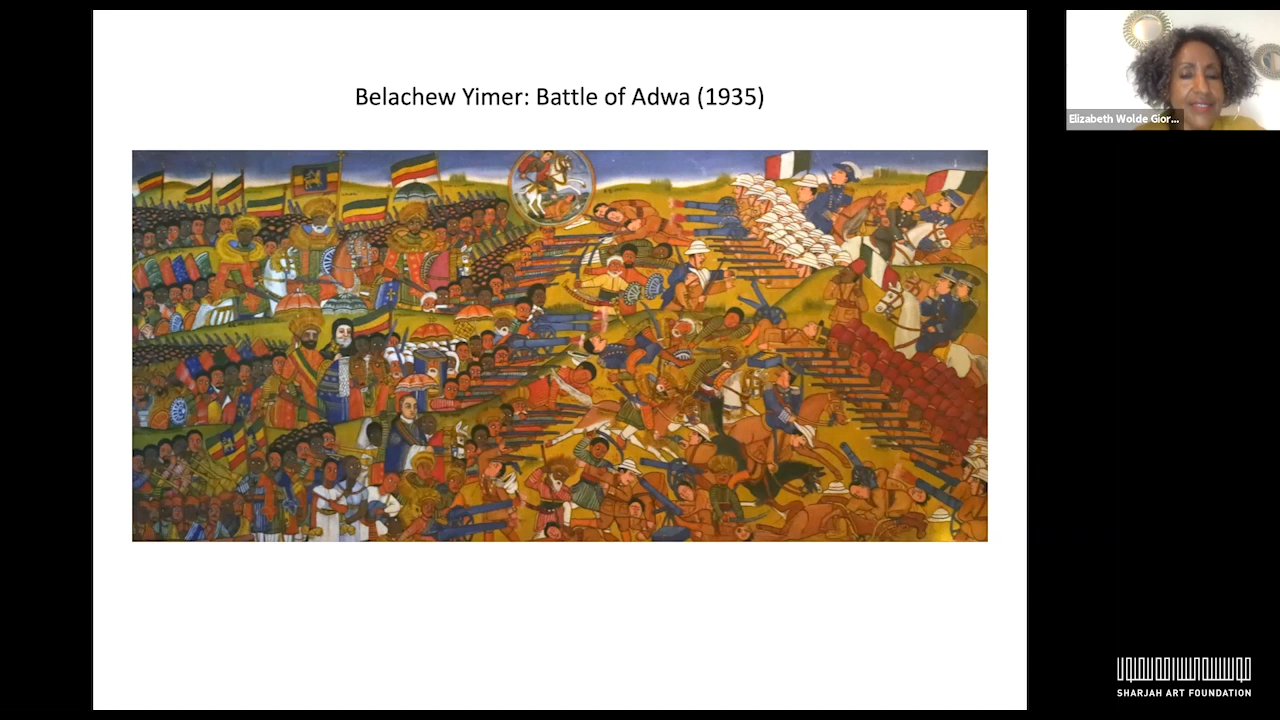 Belachew Yimer: Battle of Adwa (1935)
Elizabeth Wolde Gior...
SHARJAH ART FOUNDATION